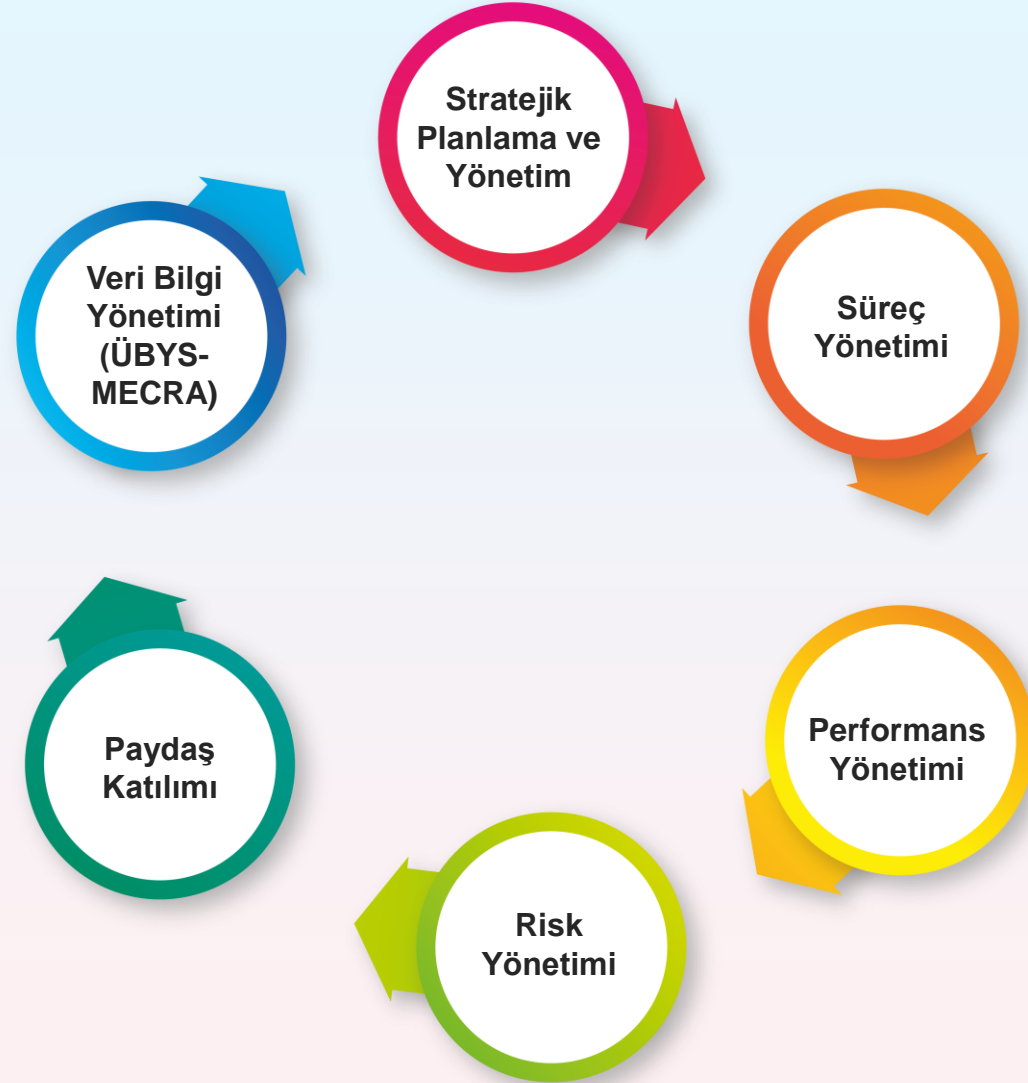 Stratejik
Planlama ve
Yönetim
Süreç
Yönetimi
Performans
Yönetimi
Risk
Yönetimi
Paydaş
Katılımı
Veri Bilgi
Yönetimi
(ÜBYS-
MECRA)